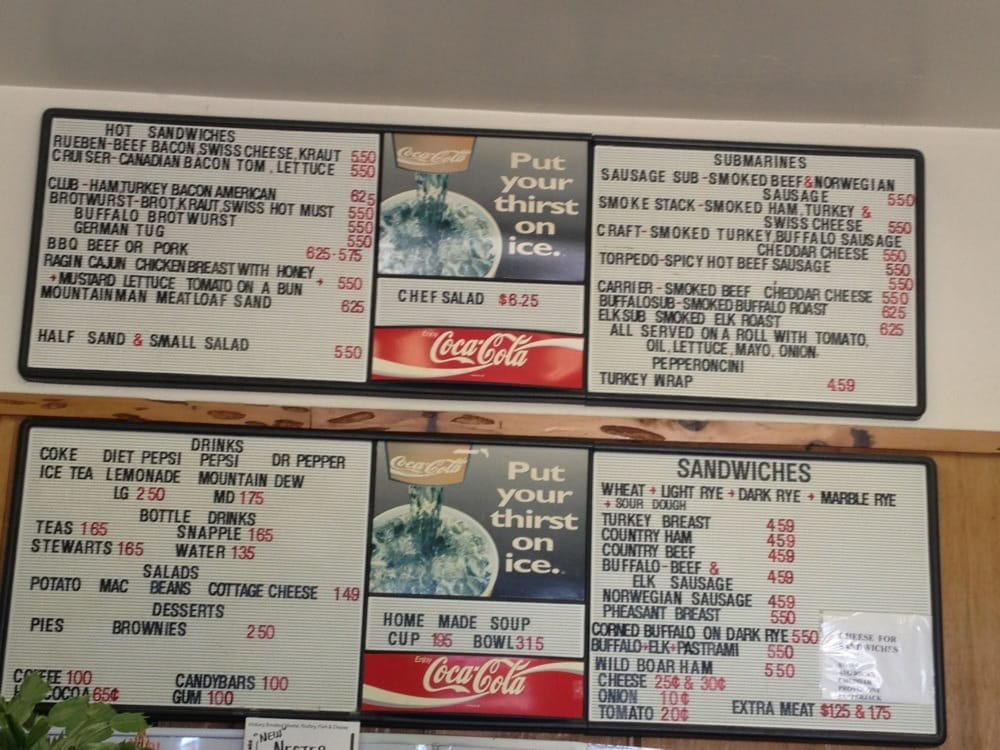 HOT SANDWICHES
RUEBEN-BEEF BACON,SWISS CHEESE, KRAUT 550
CRUISER-CANADIAN BACON TOM, LETTUCE 550
CLUB-HAM,TURKEY BACON AMERICAN 625
BROTWURST-BROT,KRAUT,SWISS HOT MUST 550
BUFFALO BROTWURST 550
GERMAN TUG 550
BBQ BEEF OR PORK 625-575
RAGIN CAJUN CHICKEN BREAST WITH HONEY
MUSTARD LETTUCE TOMATO ON A BUN 550
MOUNTAINMAN MEATLOAF SAND 625
HALF SAND & SMALL SALAD 550
Coca-Cola
Put
your
thirst
on
ice.
CHEF SALAD $6.25
Enjoy
Coca-Cola
SUBMARINES
SAUSAGE SUB-SMOKED BEEF&NORWEGIAN
SAUSAGE 550
SMOKE STACK-SMOKED HAM,TURKEY &
SWISS CHEESE 550
CRAFT-SMOKED TURKEY,BUFFALO SAUSAGE
CHEDDAR CHEESE 550
TORPEDO-SPICY HOT BEEF SAUSAGE 550
550
CARRIER-SMOKED BEEF CHEDDAR CHEESE 550
BUFFALOSUB-SMOKED BUFFALO ROAST 625
ELK SUB SMOKED ELK ROAST 625
ALL SERVED ON A ROLL WITH TOMATO,
OIL, LETTUCE, MAYO, ONION,
PEPPERONCINI
TURKEY WRAP 459
DRINKS
COKE DIET PEPSI PEPSI DR PEPPER
ICE TEA LEMONADE MOUNTAIN DEW
LG 250 MD 175
BOTTLE DRINKS
TEAS 165 SNAPPLE 165
STEWARTS 165 WATER 135
SALADS
POTATO MAC BEANS COTTAGE CHEESE 149
DESSERTS
PIES BROWNIES 250
COFFEE 100 CANDYBARS 100
COCOA 65¢ GUM 100
Coca-Cola
Put
your
thirst
on
ice.
HOME MADE SOUP
CUP 195 BOWL 315
Enjoy
Coca-Cola
SANDWICHES
WHEAT + LIGHT RYE + DARK RYE + MARBLE RYE
+ SOUR DOUGH
TURKEY BREAST 459
COUNTRY HAM 459
COUNTRY BEEF 459
BUFFALO-BEEF &
ELK SAUSAGE 459
NORWEGIAN SAUSAGE 459
PHEASANT BREAST 550
CORNED BUFFALO ON DARK RYE 550
BUFFALO+ELK+PASTRAMI 550
WILD BOAR HAM 550
CHEESE 25¢ & 30¢
ONION 10¢
TOMATO 20¢ EXTRA MEAT $125 & 175
CHEESE FOR
SANDWICHES
"NEW"